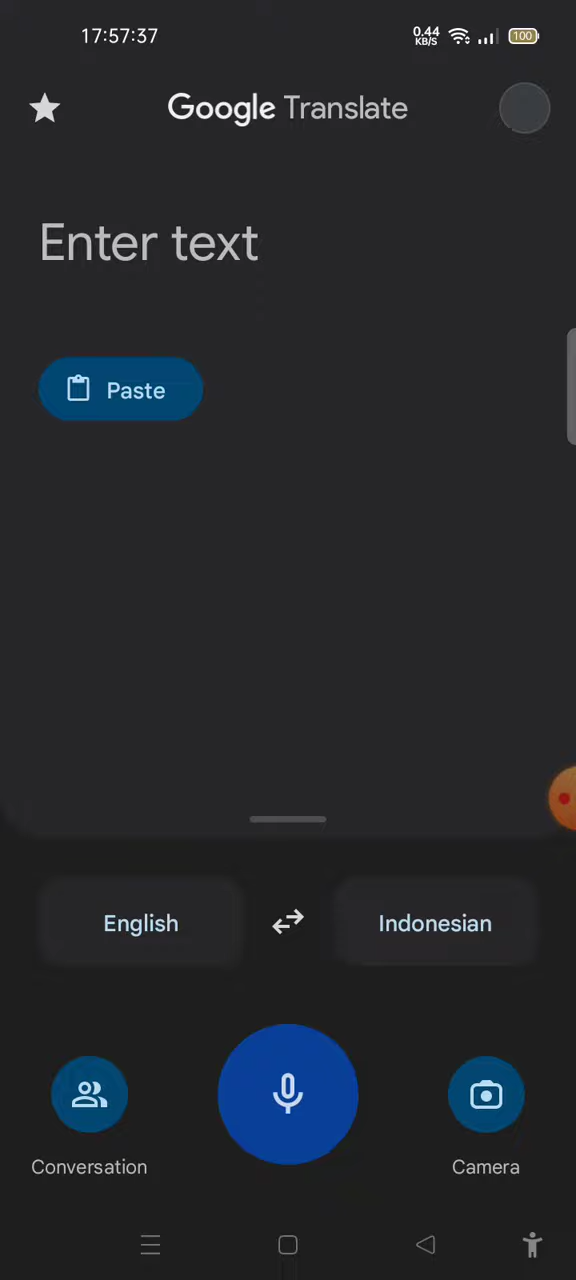 17:57:37
0.44
KB/S
100
Google Translate
Enter text
Paste
English
Indonesian
Conversation
Camera